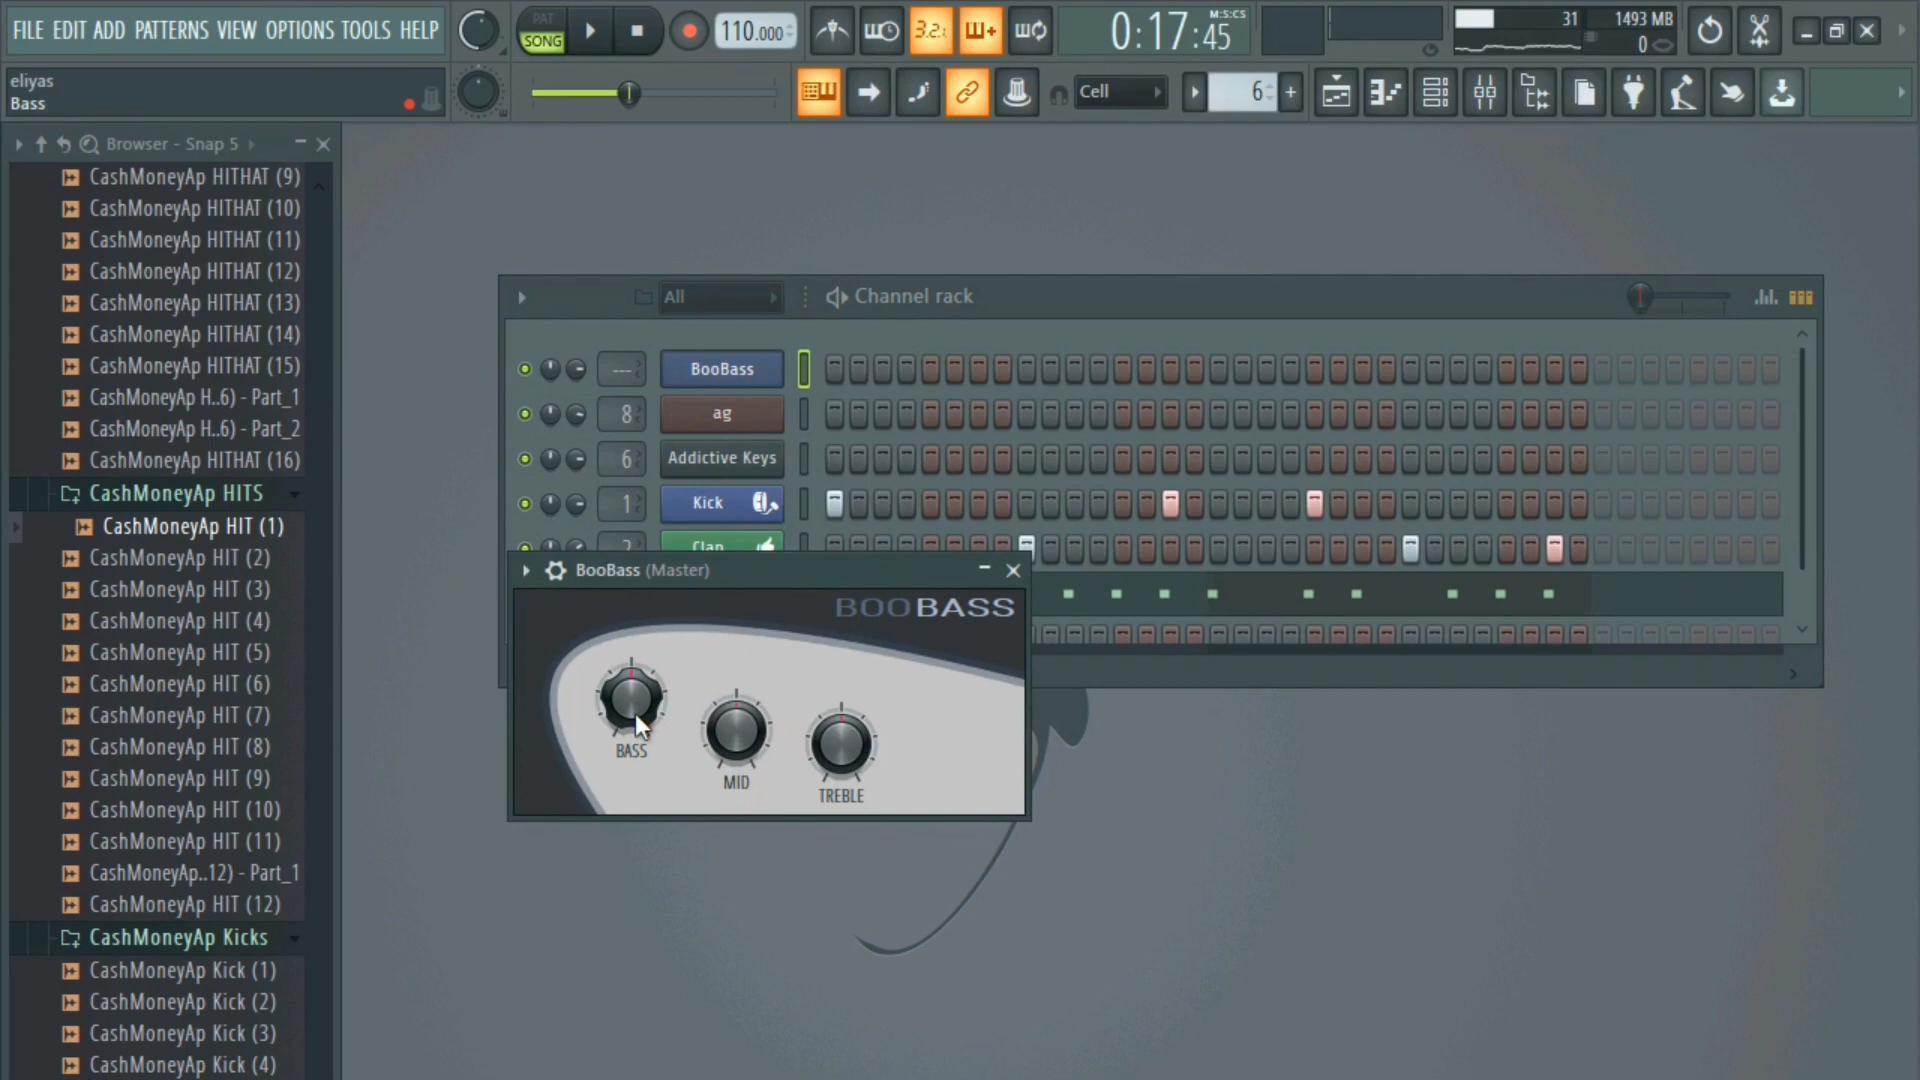 FILE EDIT ADD PATTERNS VIEW OPTIONS TOOLS HELP
PAT
SONG
110.000
3.2.
0:17:45
M:S:CS
31
1493 MB
0
eliyas
Bass
Cell
6
Browser - Snap 5
CashMoneyAp HITHAT (9)
CashMoneyAp HITHAT (10)
CashMoneyAp HITHAT (11)
CashMoneyAp HITHAT (12)
CashMoneyAp HITHAT (13)
CashMoneyAp HITHAT (14)
CashMoneyAp HITHAT (15)
CashMoneyAp H..6) - Part_1
CashMoneyAp H..6) - Part_2
CashMoneyAp HITHAT (16)
CashMoneyAp HITS
CashMoneyAp HIT (1)
CashMoneyAp HIT (2)
CashMoneyAp HIT (3)
CashMoneyAp HIT (4)
CashMoneyAp HIT (5)
CashMoneyAp HIT (6)
CashMoneyAp HIT (7)
CashMoneyAp HIT (8)
CashMoneyAp HIT (9)
CashMoneyAp HIT (10)
CashMoneyAp HIT (11)
CashMoneyAp..12) - Part_1
CashMoneyAp HIT (12)
CashMoneyAp Kicks
CashMoneyAp Kick (1)
CashMoneyAp Kick (2)
CashMoneyAp Kick (3)
CashMoneyAp Kick (4)
All
Channel rack
--- BooBass
8 ag
6 Addictive Keys
1 Kick
2 Clap
BooBass (Master)
BOOBASS
BASS
MID
TREBLE